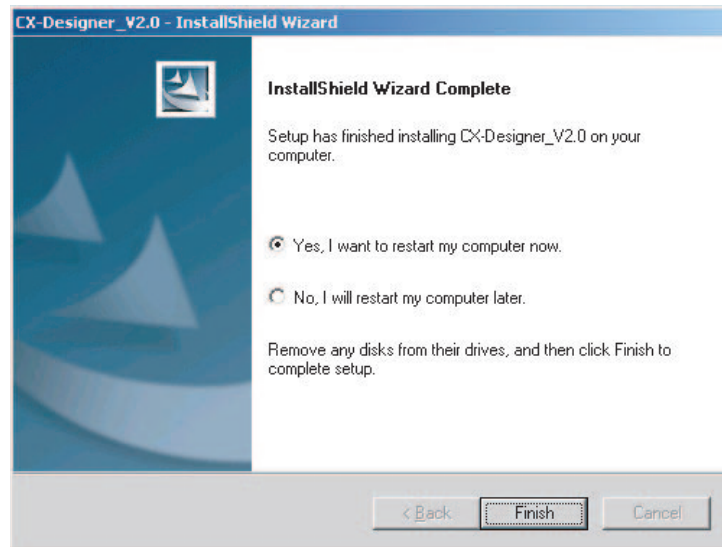 CX-Designer_V2.0 - InstallShield Wizard
InstallShield Wizard Complete
Setup has finished installing CX-Designer_V2.0 on your
computer.
Yes, I want to restart my computer now.
No, I will restart my computer later.
Remove any disks from their drives, and then click Finish to
complete setup.
< Back
Finish
Cancel